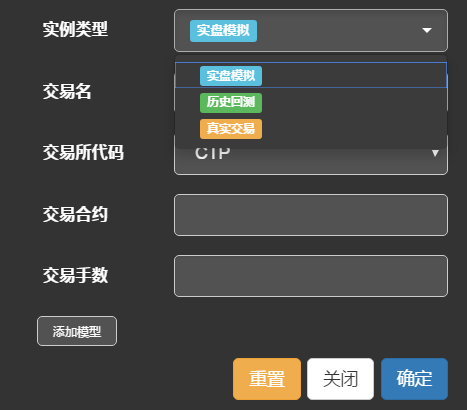 实例类型 实盘模拟
实盘模拟
交易名 历史回测
真实交易
交易所代码 CTP
交易合约
交易手数
添加模型
重置 关闭 确定